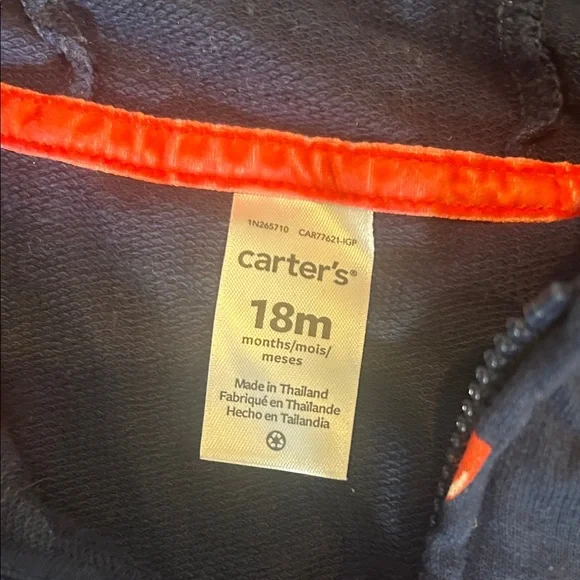 1N265710 CAR77621-IGP
carter's®
18m
months/mois/
meses
Made in Thailand
Fabriqué en Thaïlande
Hecho en Tailandia